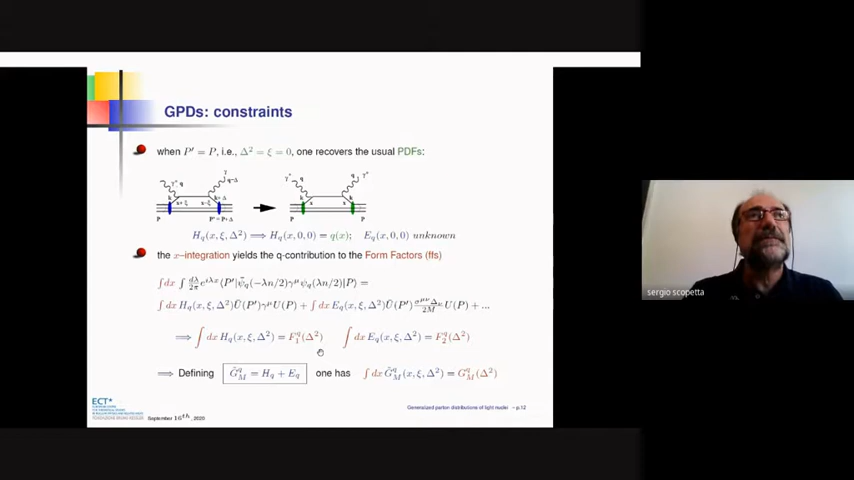 GPDs: constraints
when P′ = P, i.e., Δ² = ξ = 0, one recovers the usual PDFs:
γ* q γ q-Δ γ* q q γ*
k x+ξ x-ξ k+Δ k x x k
P P'=P+Δ P P
H_q(x,ξ,Δ²) ⟹ H_q(x,0,0) = q(x); E_q(x,0,0) unknown
the x−integration yields the q-contribution to the Form Factors (ffs)
∫dx ∫ dλ/2π e^{iλx}⟨P′|ψ̄_q(−λn/2)γ^μ ψ_q(λn/2)|P⟩ =
∫dx H_q(x,ξ,Δ²)Ū(P′)γ^μU(P) + ∫dx E_q(x,ξ,Δ²)Ū(P′) σ^{μν}Δ_ν/2M U(P) + ...
⟹ ∫ dx H_q(x,ξ,Δ²) = F₁^q(Δ²) ∫ dx E_q(x,ξ,Δ²) = F₂^q(Δ²)
⟹ Defining G̃_M^q = H_q + E_q one has ∫ dx G̃_M^q(x,ξ,Δ²) = G_M^q(Δ²)
ECT*
September 16th, 2020
Generalized parton distributions of light nuclei – p.12
sergio scopetta